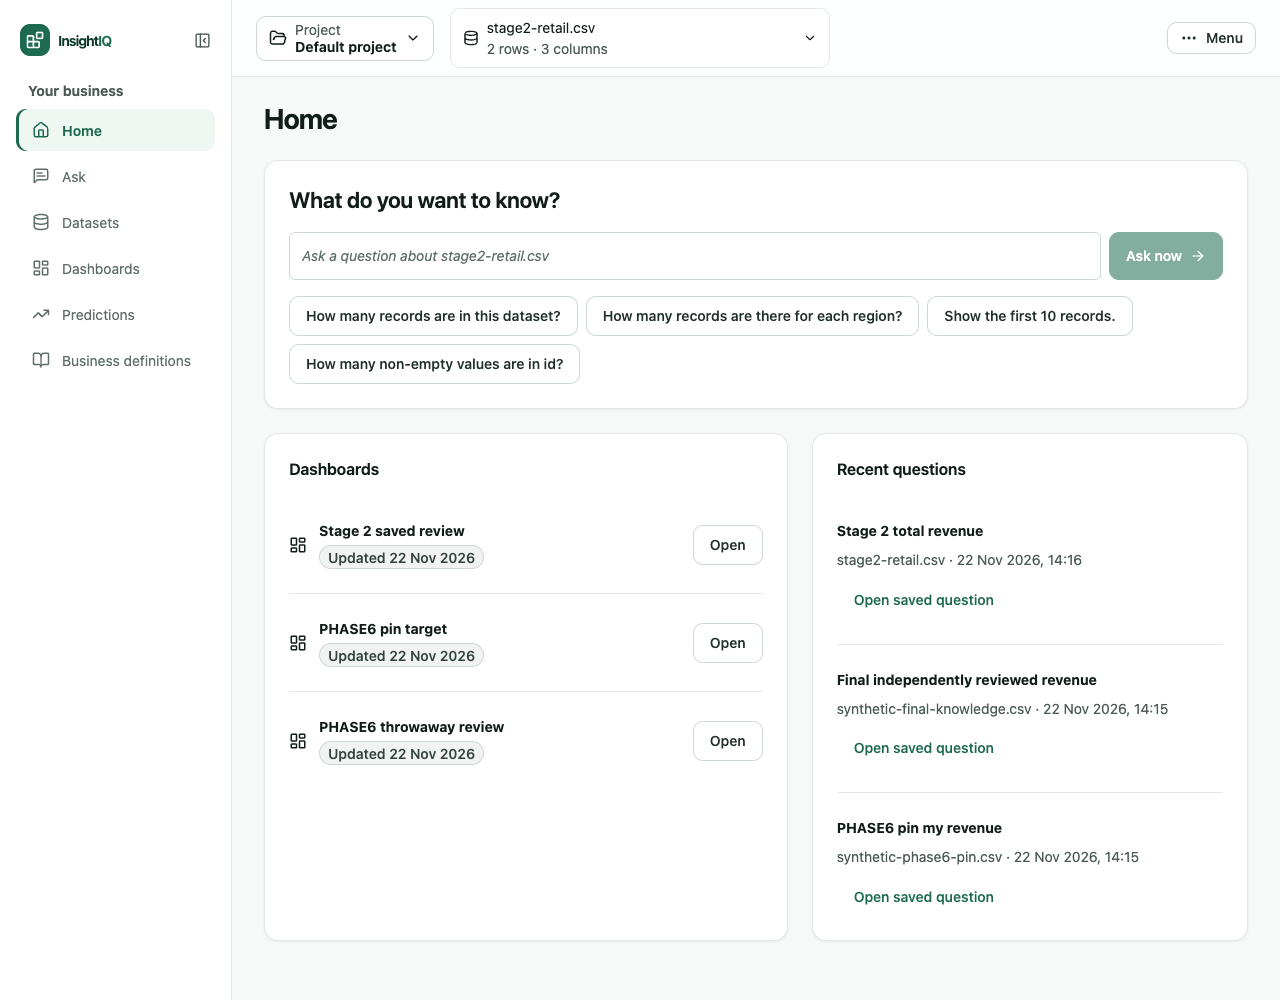 InsightIQ
Your business
Home
Ask
Datasets
Dashboards
Predictions
Business definitions
Project
Default project
stage2-retail.csv
2 rows · 3 columns
Menu
Home
What do you want to know?
Ask a question about stage2-retail.csv
Ask now
How many records are in this dataset?
How many records are there for each region?
Show the first 10 records.
How many non-empty values are in id?
Dashboards
Stage 2 saved review
Updated 22 Nov 2026
Open
PHASE6 pin target
Updated 22 Nov 2026
Open
PHASE6 throwaway review
Updated 22 Nov 2026
Open
Recent questions
Stage 2 total revenue
stage2-retail.csv · 22 Nov 2026, 14:16
Open saved question
Final independently reviewed revenue
synthetic-final-knowledge.csv · 22 Nov 2026, 14:15
Open saved question
PHASE6 pin my revenue
synthetic-phase6-pin.csv · 22 Nov 2026, 14:15
Open saved question